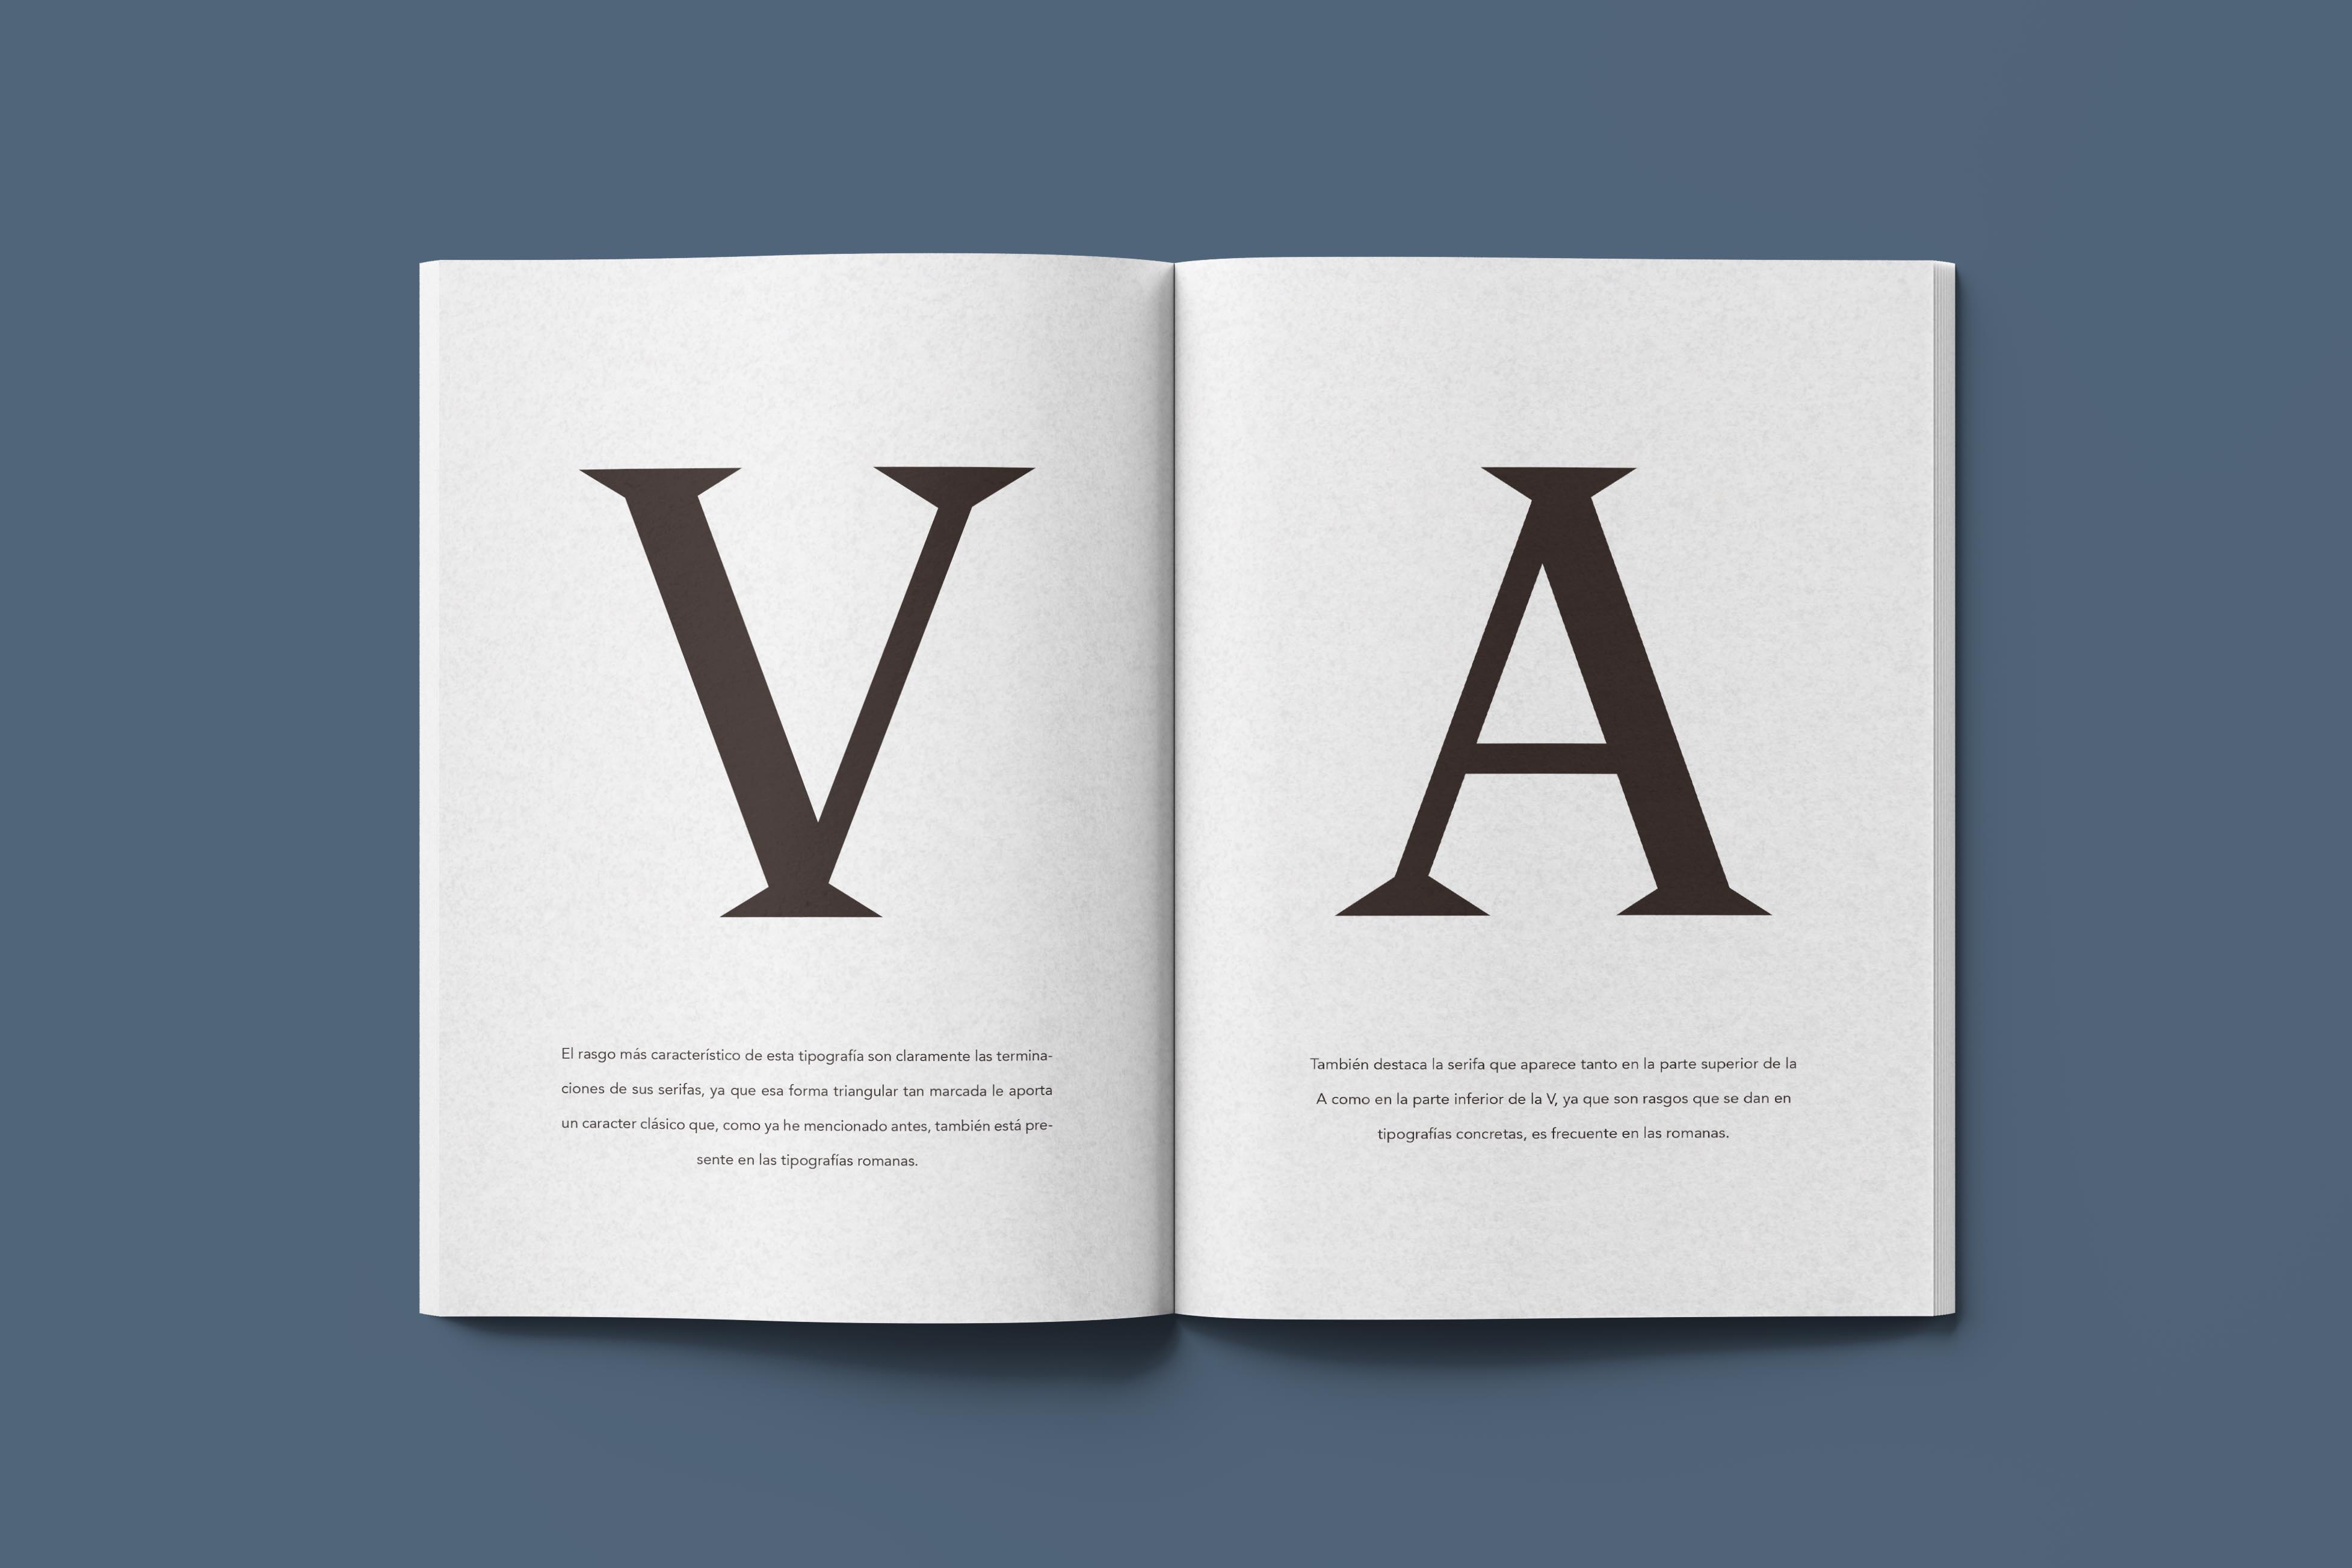 V
El rasgo más característico de esta tipografía son claramente las termina-
ciones de sus serifas, ya que esa forma triangular tan marcada le aporta
un caracter clásico que, como ya he mencionado antes, también está pre-
sente en las tipografías romanas.
A
También destaca la serifa que aparece tanto en la parte superior de la
A como en la parte inferior de la V, ya que son rasgos que se dan en
tipografías concretas, es frecuente en las romanas.